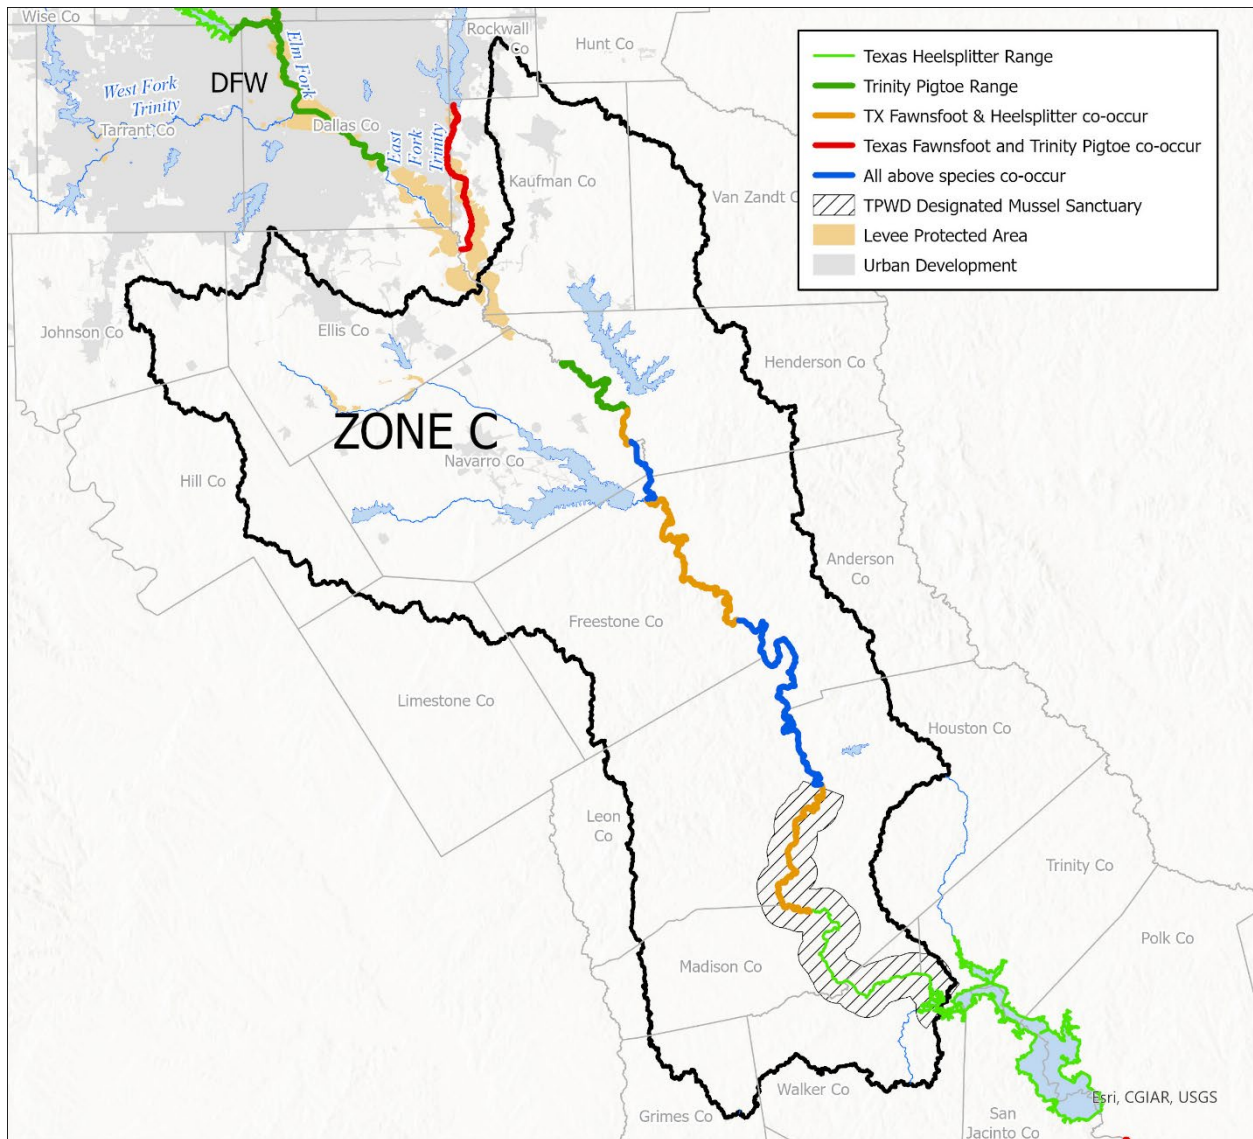 Wise Co
Rockwall
Co
Hunt Co
Elm Fork
DFW
West Fork
Trinity
Tarrant Co
Dallas Co
East
Fork
Trinity
Kaufman Co
Van Zandt C
Texas Heelsplitter Range
Trinity Pigtoe Range
TX Fawnsfoot & Heelsplitter co-occur
Texas Fawnsfoot and Trinity Pigtoe co-occur
All above species co-occur
TPWD Designated Mussel Sanctuary
Levee Protected Area
Urban Development
Johnson Co
Ellis Co
Henderson Co
ZONE C
Navarro Co
Hill Co
Anderson
Co
Freestone Co
Limestone Co
Houston Co
Leon
Co
Trinity Co
Polk Co
Madison Co
Walker Co
Grimes Co
San
Jacinto Co
Esri, CGIAR, USGS